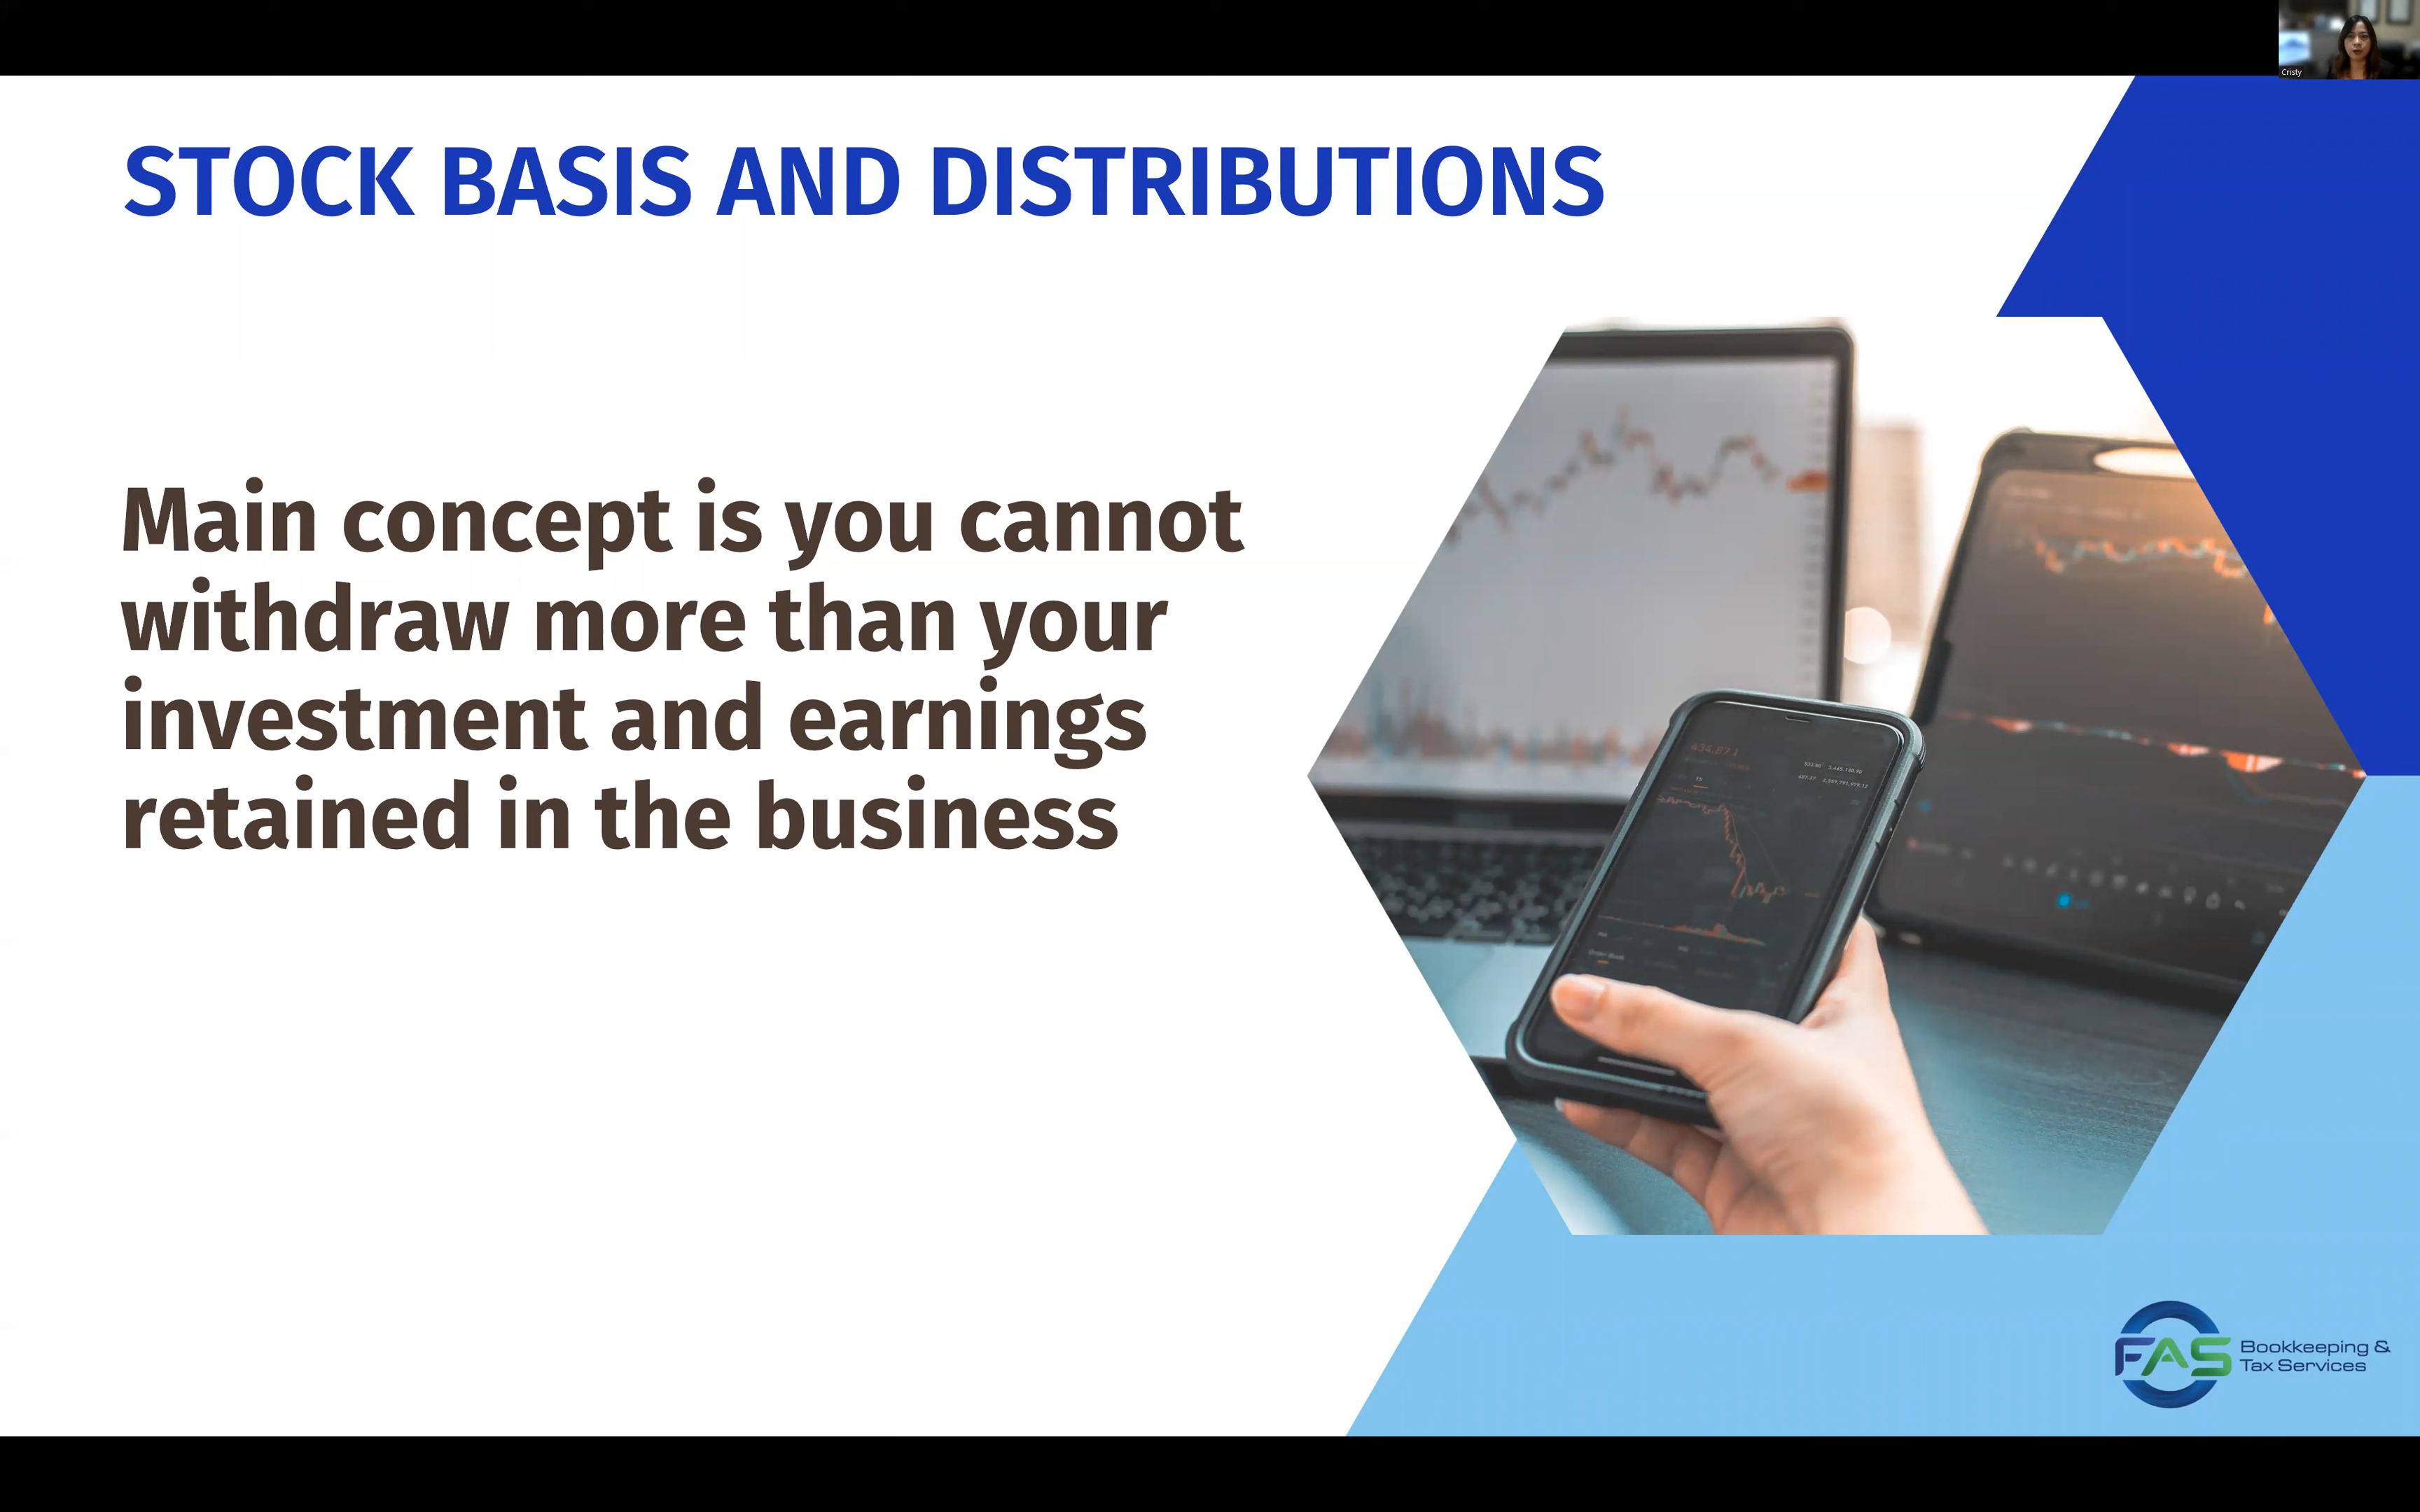 Cristy
STOCK BASIS AND DISTRIBUTIONS
Main concept is you cannot
withdraw more than your
investment and earnings
retained in the business
FAS
Bookkeeping &
Tax Services